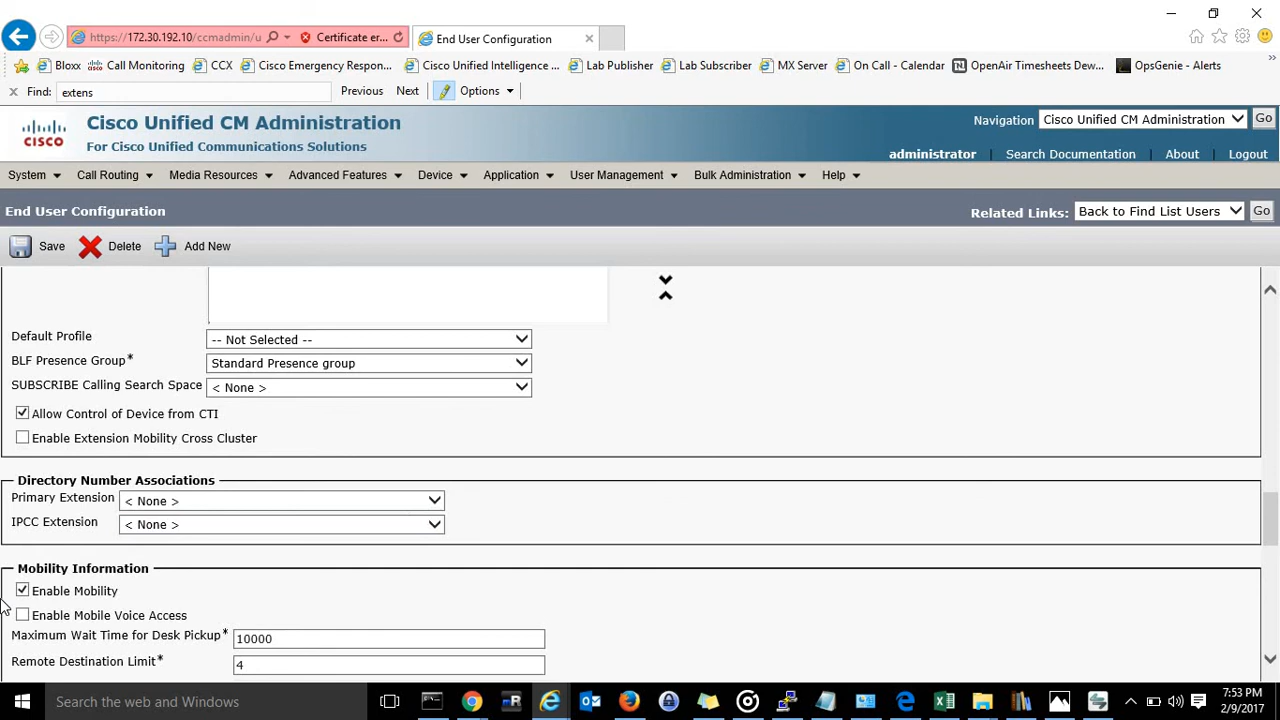 https://172.30.192.10/ccmadmin/u
Certificate er...
End User Configuration
Bloxx
Call Monitoring
CCX
Cisco Emergency Respon...
Cisco Unified Intelligence ...
Lab Publisher
Lab Subscriber
MX Server
On Call - Calendar
OpenAir Timesheets Dew...
OpsGenie - Alerts
Find: extens Previous Next Options
Cisco Unified CM Administration
For Cisco Unified Communications Solutions
CISCO
Navigation Cisco Unified CM Administration Go
administrator Search Documentation About Logout
System Call Routing Media Resources Advanced Features Device Application User Management Bulk Administration Help
End User Configuration
Related Links: Back to Find List Users Go
Save Delete Add New
Default Profile -- Not Selected --
BLF Presence Group* Standard Presence group
SUBSCRIBE Calling Search Space < None >
Allow Control of Device from CTI
Enable Extension Mobility Cross Cluster
Directory Number Associations
Primary Extension < None >
IPCC Extension < None >
Mobility Information
Enable Mobility
Enable Mobile Voice Access
Maximum Wait Time for Desk Pickup* 10000
Remote Destination Limit* 4
Search the web and Windows
7:53 PM
2/9/2017